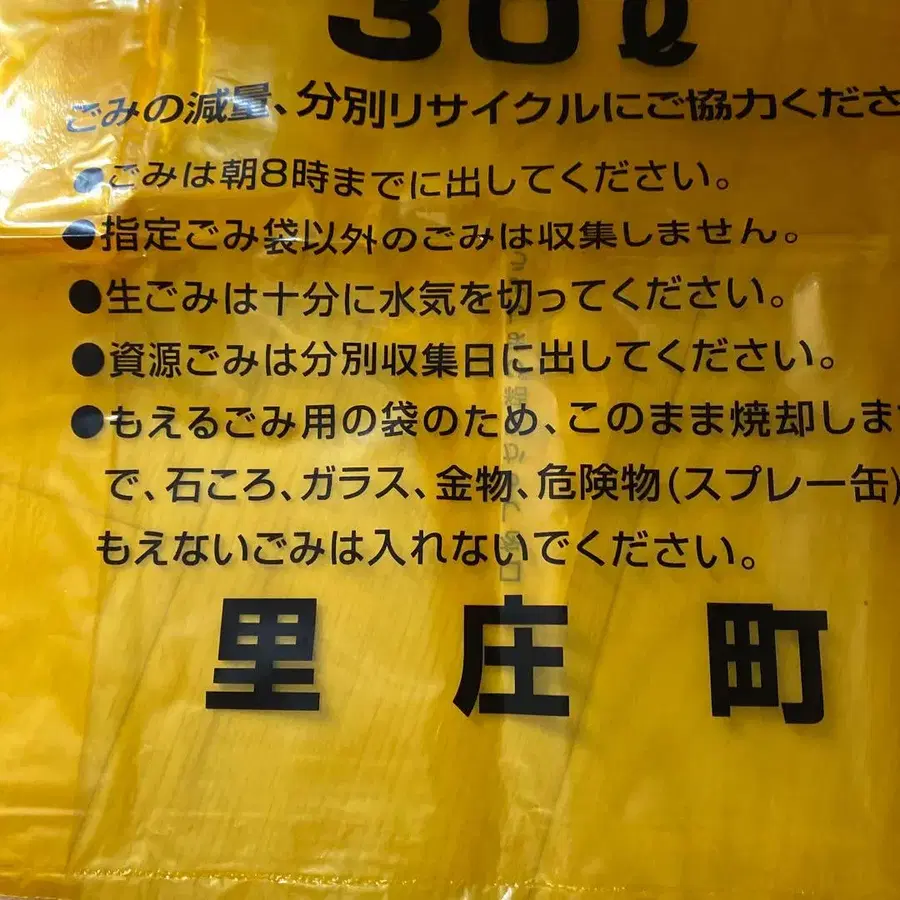 30ℓ
ごみの減量、分別リサイクルにご協力くださ
●ごみは朝8時までに出してください。
●指定ごみ袋以外のごみは収集しません。
●生ごみは十分に水気を切ってください。
●資源ごみは分別収集日に出してください。
●もえるごみ用の袋のため、このまま焼却しま
で、石ころ、ガラス、金物、危険物(スプレー缶)
もえないごみは入れないでください。
里庄町